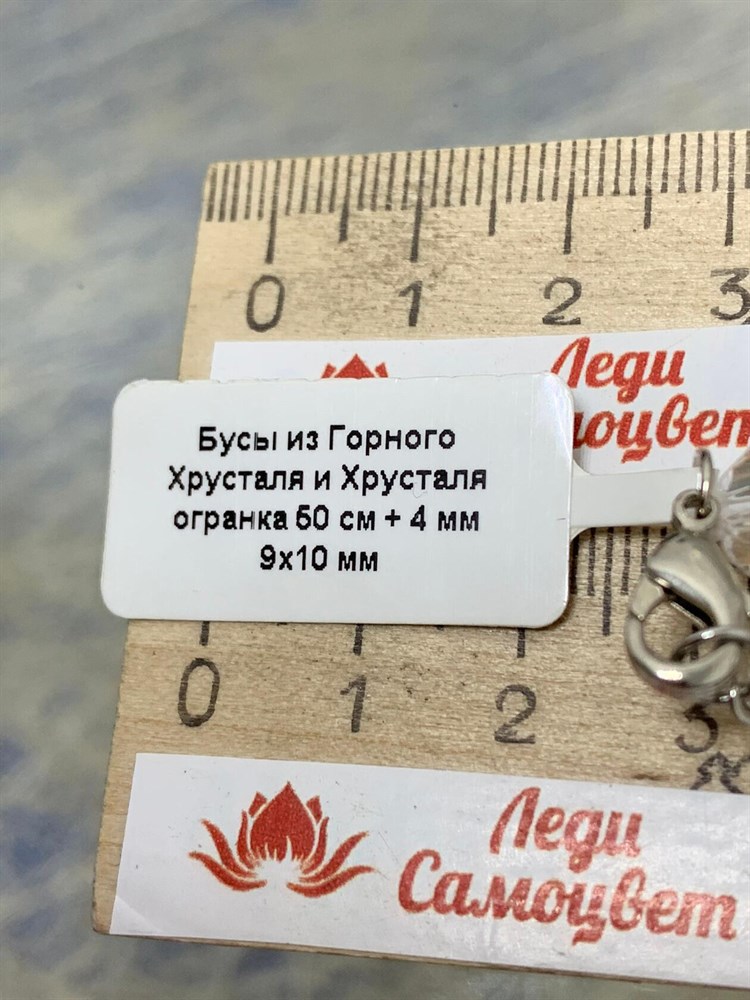 0 1 2 3
Леди
Самоцвет
Бусы из Горного
Хрусталя и Хрусталя
огранка 50 см + 4 мм
9х10 мм
0 1 2 3
Леди
Самоцвет